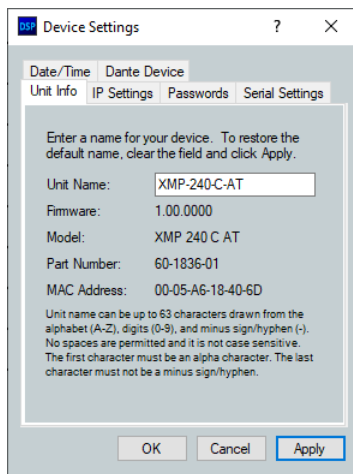 DSP Device Settings ? ×
Date/Time Dante Device
Unit Info IP Settings Passwords Serial Settings
Enter a name for your device. To restore the
default name, clear the field and click Apply.
Unit Name: XMP-240-C-AT
Firmware: 1.00.0000
Model: XMP 240 C AT
Part Number: 60-1836-01
MAC Address: 00-05-A6-18-40-6D
Unit name can be up to 63 characters drawn from the
alphabet (A-Z), digits (0-9), and minus sign/hyphen (-).
No spaces are permitted and it is not case sensitive.
The first character must be an alpha character. The last
character must not be a minus sign/hyphen.
OK Cancel Apply